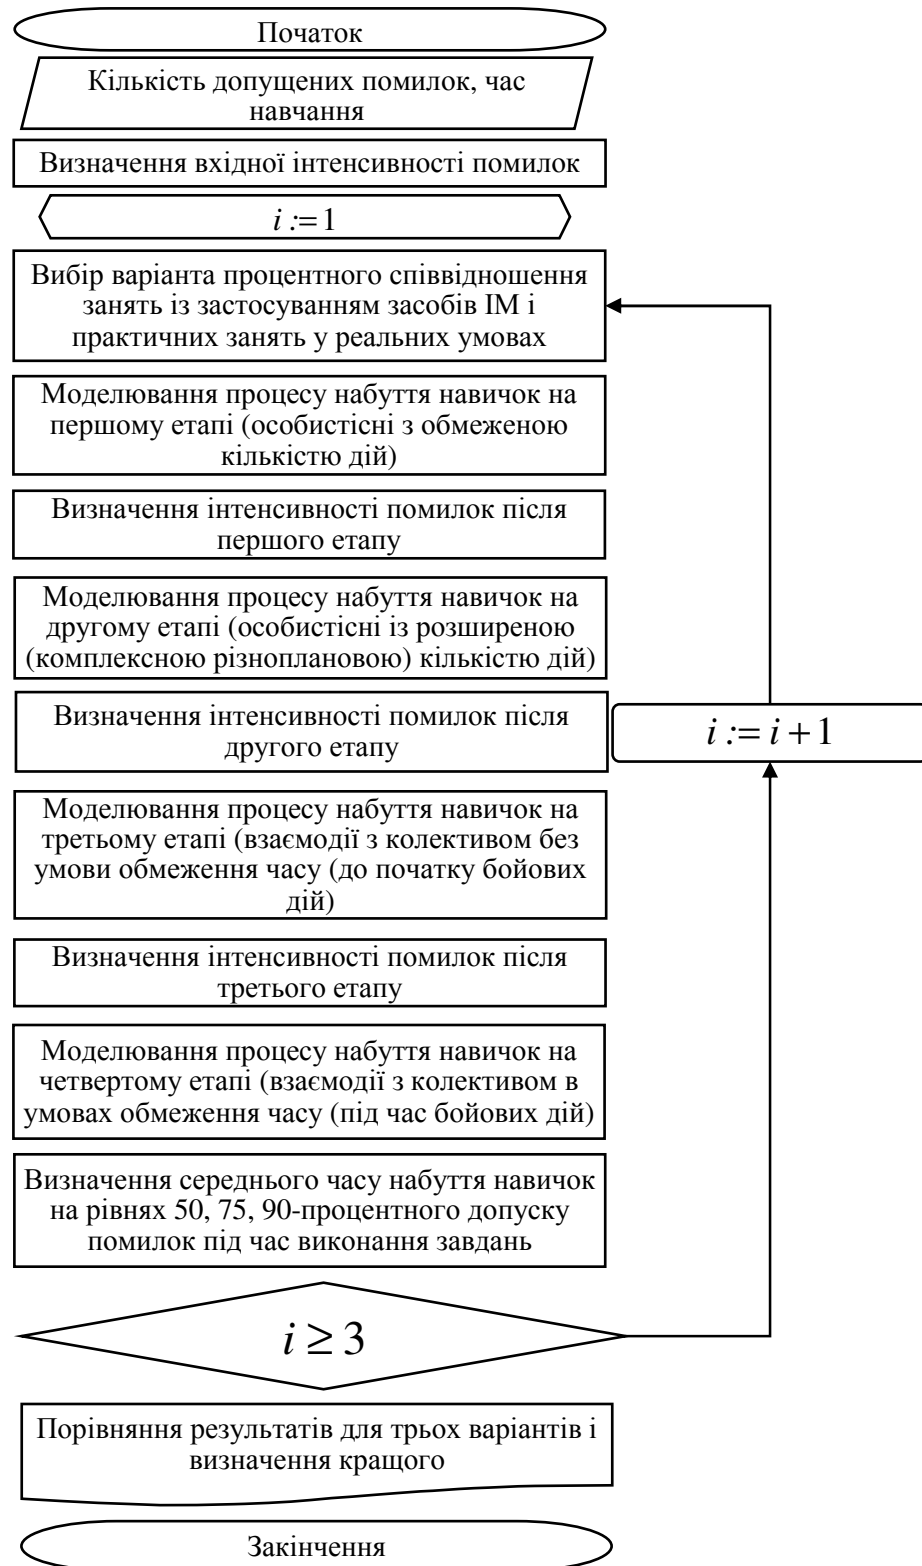 Початок
Кількість допущених помилок, час
навчання
Визначення вхідної інтенсивності помилок
i := 1
Вибір варіанта процентного співвідношення
занять із застосуванням засобів ІМ і
практичних занять у реальних умовах
Моделювання процесу набуття навичок на
першому етапі (особистісні з обмеженою
кількістю дій)
Визначення інтенсивності помилок після
першого етапу
Моделювання процесу набуття навичок на
другому етапі (особистісні із розширеною
(комплексною різноплановою) кількістю дій)
Визначення інтенсивності помилок після
другого етапу
i := i + 1
Моделювання процесу набуття навичок на
третьому етапі (взаємодії з колективом без
умови обмеження часу (до початку бойових
дій)
Визначення інтенсивності помилок після
третього етапу
Моделювання процесу набуття навичок на
четвертому етапі (взаємодії з колективом в
умовах обмеження часу (під час бойових дій)
Визначення середнього часу набуття навичок
на рівнях 50, 75, 90-процентного допуску
помилок під час виконання завдань
i ≥ 3
Порівняння результатів для трьох варіантів і
визначення кращого
Закінчення